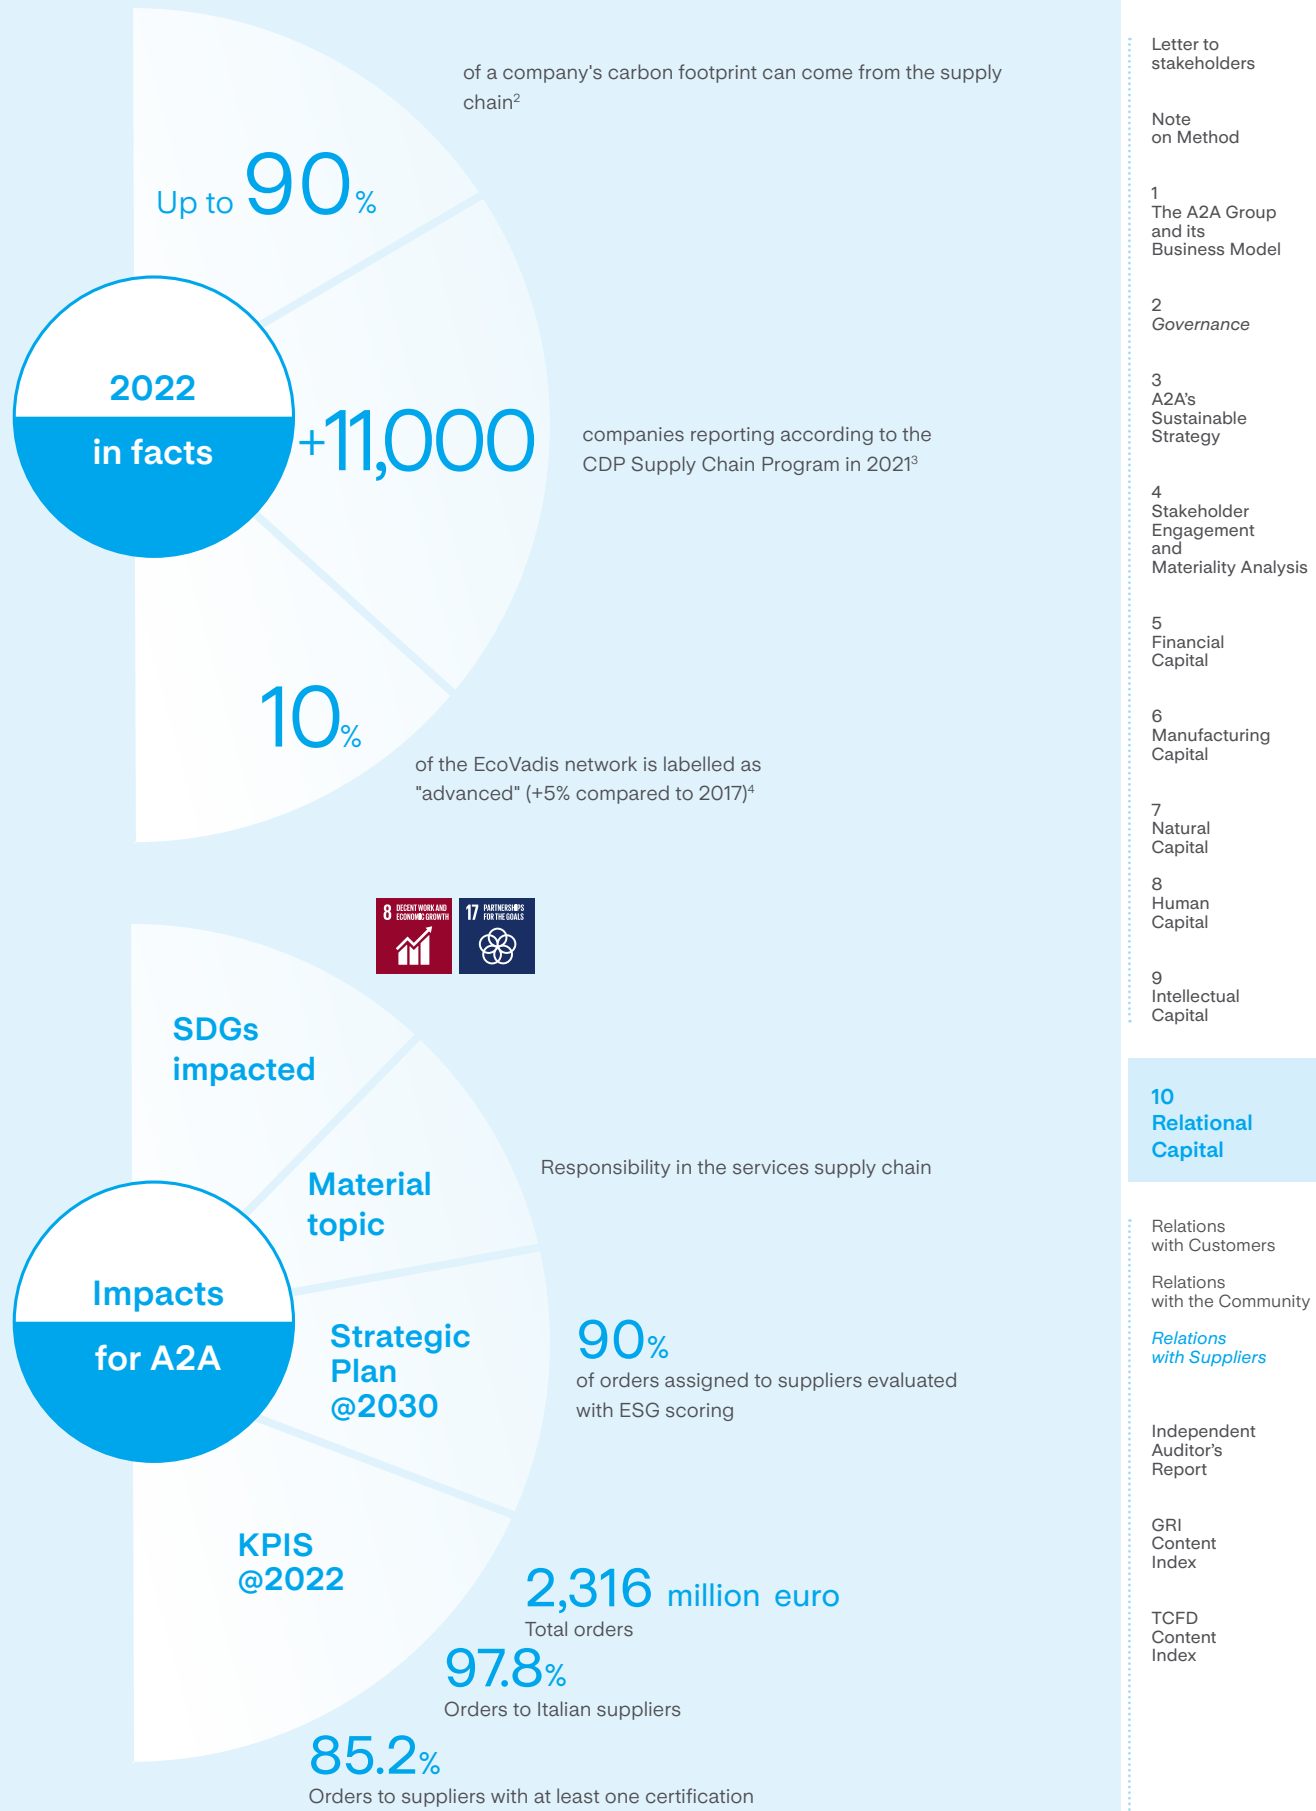 of a company's carbon footprint can come from the supply
chain2
Up to 90%
2022
in facts
+11,000
companies reporting according to the
CDP Supply Chain Program in 20213
10%
of the EcoVadis network is labelled as
"advanced" (+5% compared to 2017)4
8 DECENT WORK AND
ECONOMIC GROWTH
17 PARTNERSHIPS
FOR THE GOALS
SDGs
impacted
Material
topic
Responsibility in the services supply chain
Impacts
for A2A
Strategic
Plan
@2030
90%
of orders assigned to suppliers evaluated
with ESG scoring
KPIS
@2022
2,316 million euro
Total orders
97.8%
Orders to Italian suppliers
85.2%
Orders to suppliers with at least one certification
Letter to
stakeholders
Note
on Method
1
The A2A Group
and its
Business Model
2
Governance
3
A2A's
Sustainable
Strategy
4
Stakeholder
Engagement
and
Materiality Analysis
5
Financial
Capital
6
Manufacturing
Capital
7
Natural
Capital
8
Human
Capital
9
Intellectual
Capital
10
Relational
Capital
Relations
with Customers
Relations
with the Community
Relations
with Suppliers
Independent
Auditor's
Report
GRI
Content
Index
TCFD
Content
Index